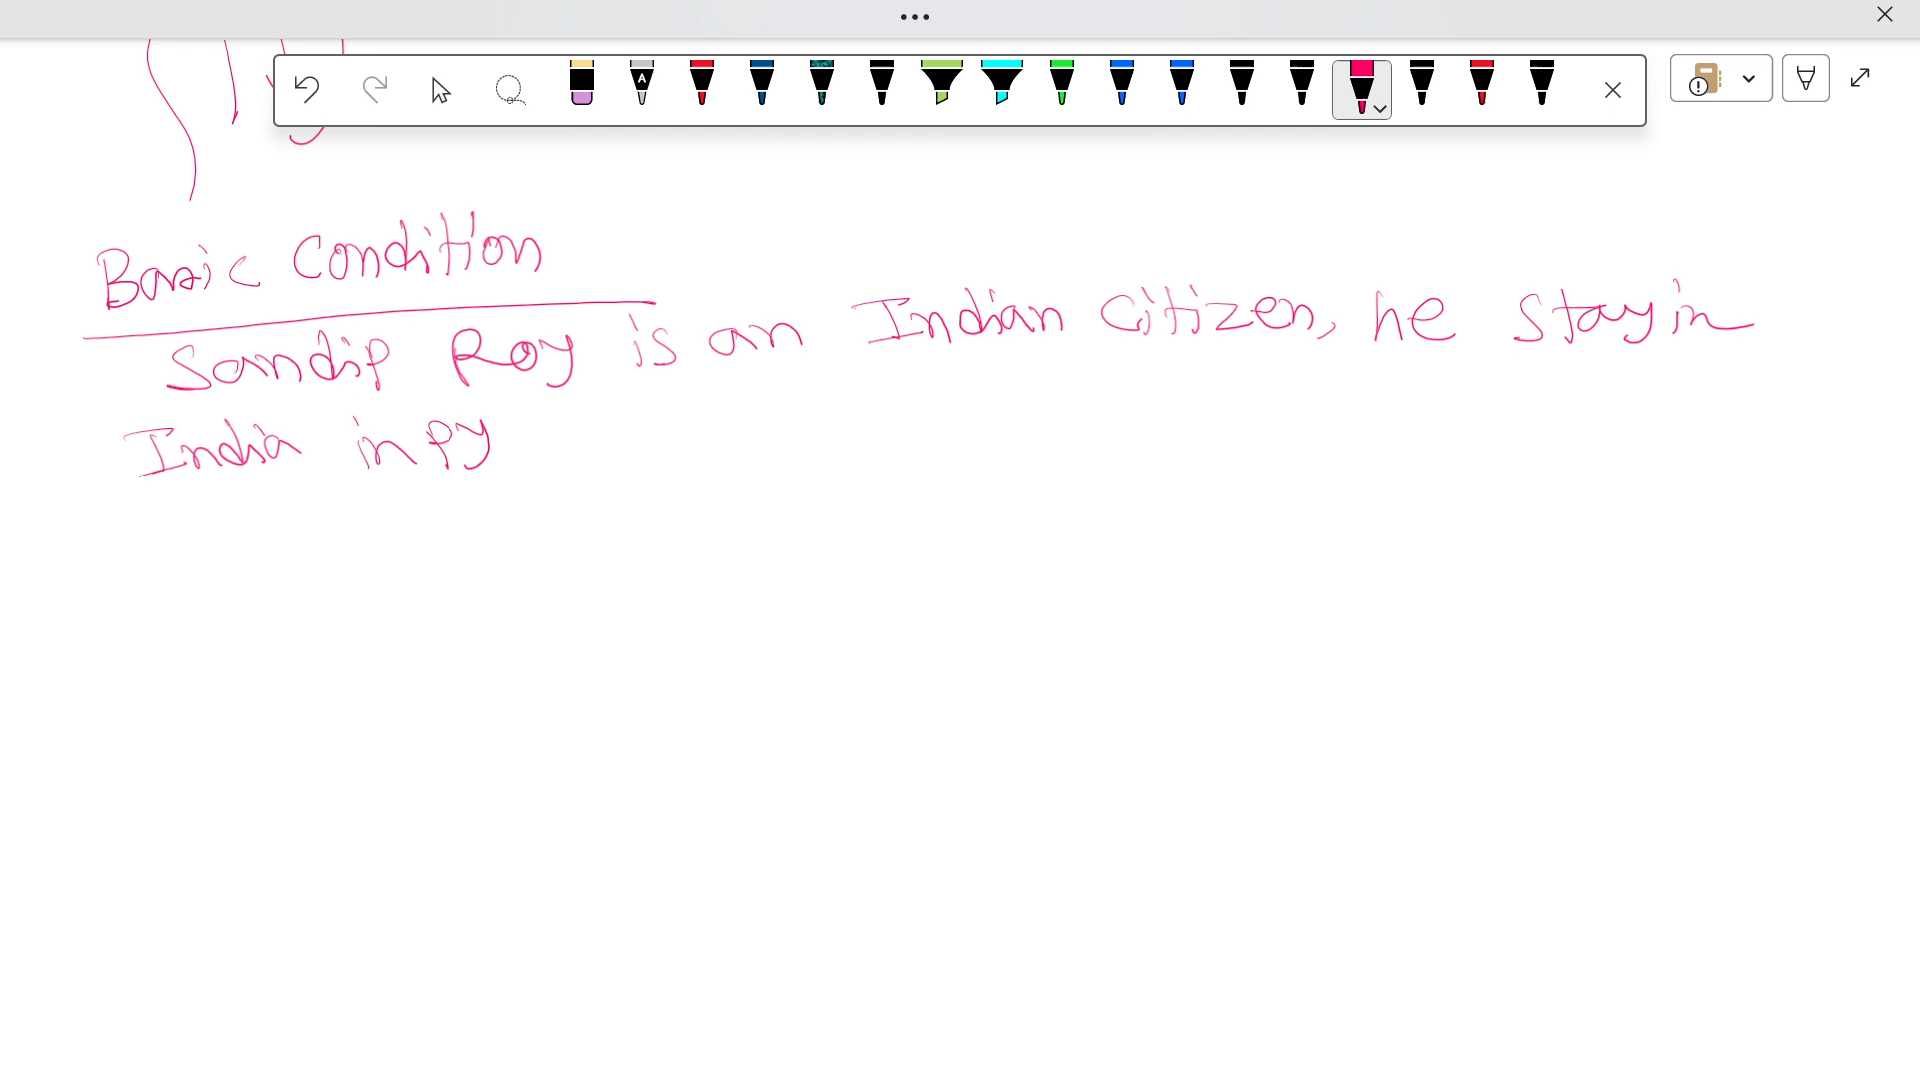 Basic Condition
Sandip Roy is an Indian Citizen, he stay in
India in PY